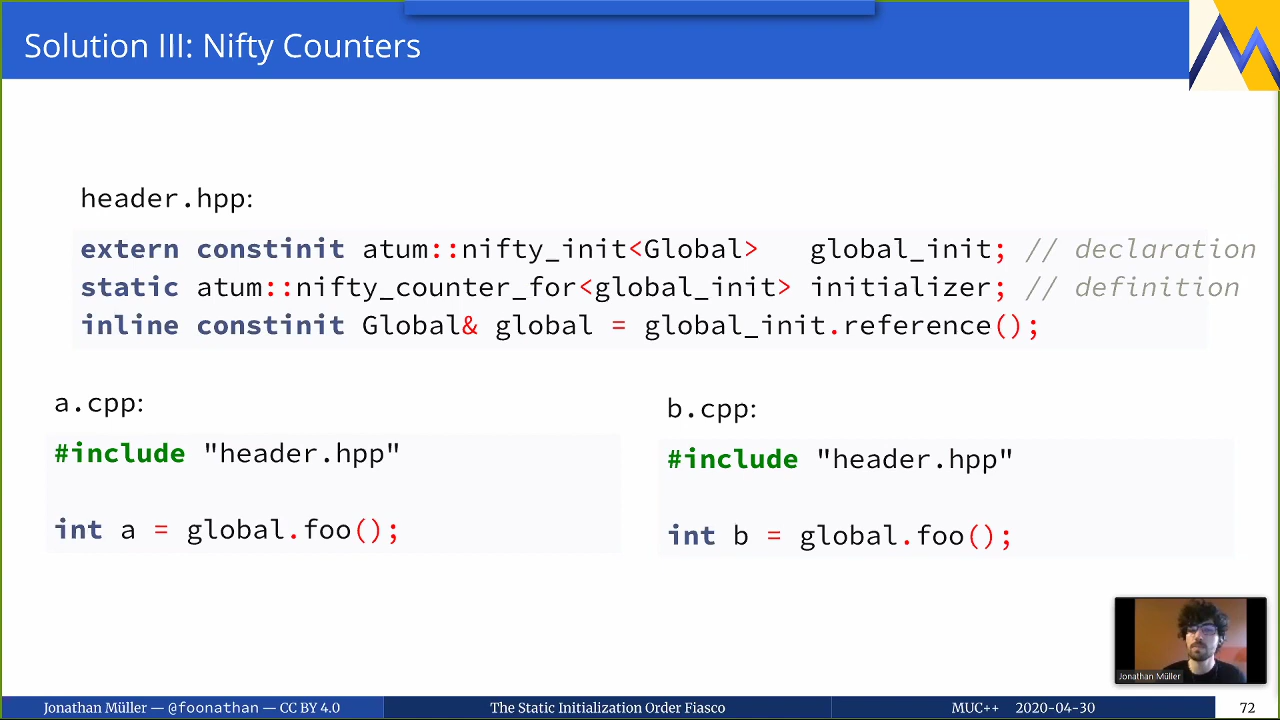 Solution III: Nifty Counters
header.hpp:
extern constinit atum::nifty_init<Global>   global_init; // declaration
static atum::nifty_counter_for<global_init> initializer; // definition
inline constinit Global& global = global_init.reference();
a.cpp:
#include "header.hpp"
int a = global.foo();
b.cpp:
#include "header.hpp"
int b = global.foo();
Jonathan Müller
Jonathan Müller — @foonathan — CC BY 4.0
The Static Initialization Order Fiasco
MUC++ 2020-04-30
72